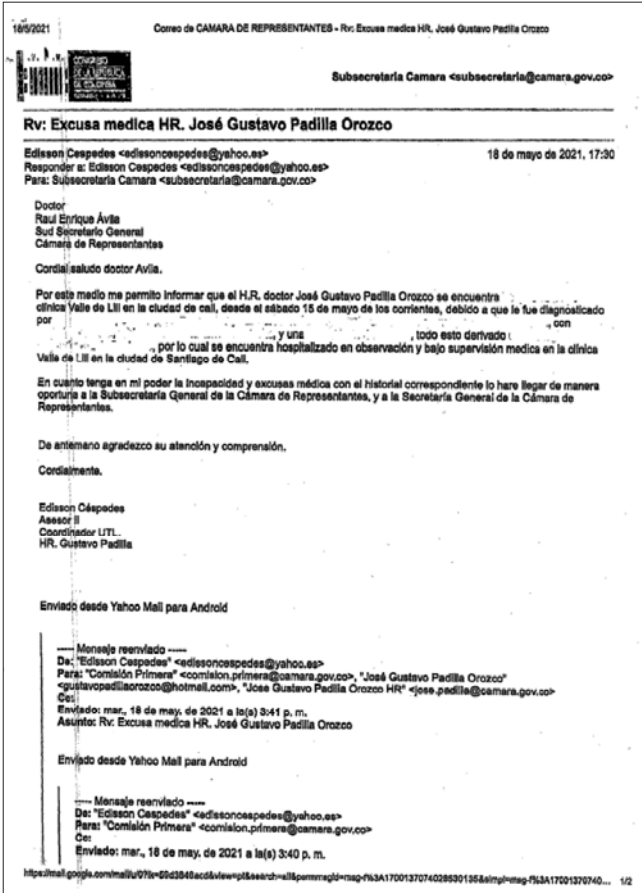 18/5/2021
Correo de CAMARA DE REPRESENTANTES - Rv: Excusa medica HR. José Gustavo Padilla Orozco
CONGRESO
DE LA REPÚBLICA
DE COLOMBIA
Subsecretaria Camara <subsecretaria@camara.gov.co>
Rv: Excusa medica HR. José Gustavo Padilla Orozco
Edisson Cespedes <edissoncespedes@yahoo.es>
18 de mayo de 2021, 17:30
Responder a: Edisson Cespedes <edissoncespedes@yahoo.es>
Para: Subsecretaria Camara <subsecretaria@camara.gov.co>
Doctor
Raul Enrique Ávila
Sud Secretario General
Cámara de Representantes
Cordial saludo doctor Avila.
Por este medio me permito informar que el H.R. doctor José Gustavo Padilla Orozco se encuentra
clínica Valle de Lili en la ciudad de cali, desde el sábado 15 de mayo de los corrientes, debido a que le fue diagnosticado
por , con
, y una , todo esto derivado
, por lo cual se encuentra hospitalizado en observación y bajo supervisión medica en la clínica
Valle de Lili en la ciudad de Santiago de Cali.
En cuanto tenga en mi poder la incapacidad y excusas médica con el historial correspondiente lo hare llegar de manera
oportuna a la Subsecretaría General de la Cámara de Representantes, y a la Secretaría General de la Cámara de
Representantes.
De antemano agradezco su atención y comprensión.
Cordialmente.
Edisson Céspedes
Asesor II
Coordinador UTL.
HR. Gustavo Padilla
Enviado desde Yahoo Mail para Android
----- Mensaje reenviado -----
De: "Edisson Cespedes" <edissoncespedes@yahoo.es>
Para: "Comisión Primera" <comision.primera@camara.gov.co>, "José Gustavo Padilla Orozco"
<gustavopadillaorozco@hotmail.com>, "Jose Gustavo Padilla Orozco HR" <jose.padilla@camara.gov.co>
Cc:
Enviado: mar., 18 de may. de 2021 a la(s) 3:41 p. m.
Asunto: Rv: Excusa medica HR. José Gustavo Padilla Orozco
Enviado desde Yahoo Mail para Android
----- Mensaje reenviado -----
De: "Edisson Cespedes" <edissoncespedes@yahoo.es>
Para: "Comisión Primera" <comision.primera@camara.gov.co>
Cc:
Enviado: mar., 18 de may. de 2021 a la(s) 3:40 p. m.
1/2